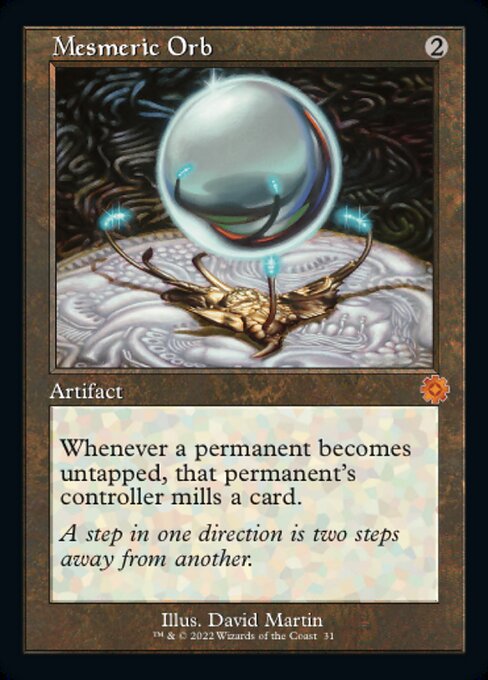 Mesmeric Orb 2
Artifact
Whenever a permanent becomes
untapped, that permanent's
controller mills a card.
A step in one direction is two steps
away from another.
Illus. David Martin
™ & © 2022 Wizards of the Coast 31